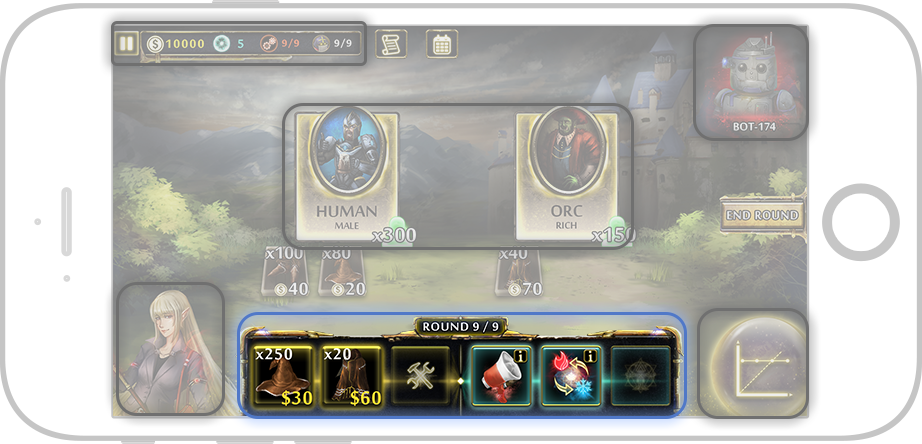 10000 5 9/9 9/9
BOT-174
HUMAN
MALE
x300
ORC
RICH
x150
END ROUND
x100 x80 x40
40 20 70
ROUND 9 / 9
x250 x20 i i
$30 $60